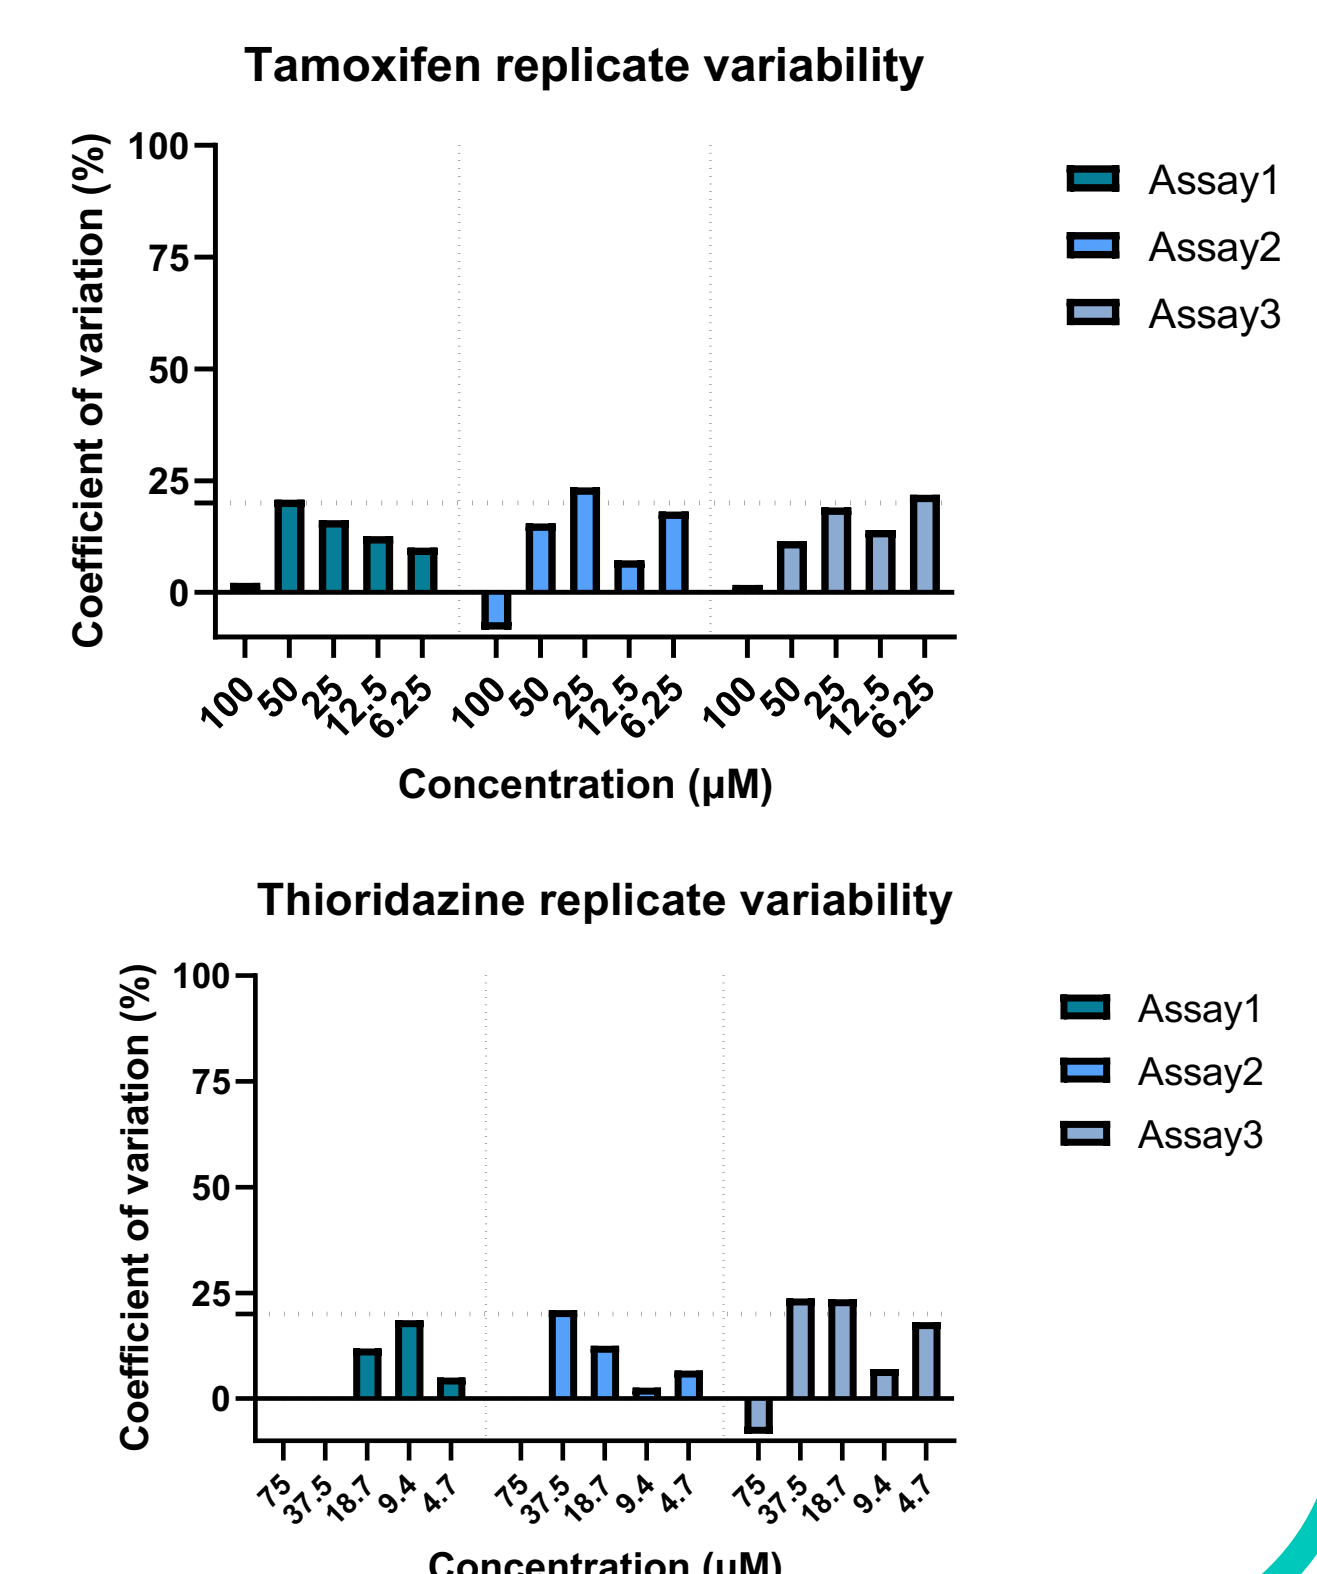 Tamoxifen replicate variability
Coefficient of variation (%)
100
75
50
25
0
100 50 25 12.5 6.25 100 50 25 12.5 6.25 100 50 25 12.5 6.25
Concentration (µM)
Assay1
Assay2
Assay3
Thioridazine replicate variability
Coefficient of variation (%)
100
75
50
25
0
75 37.5 18.7 9.4 4.7 75 37.5 18.7 9.4 4.7 75 37.5 18.7 9.4 4.7
Concentration (µM)
Assay1
Assay2
Assay3